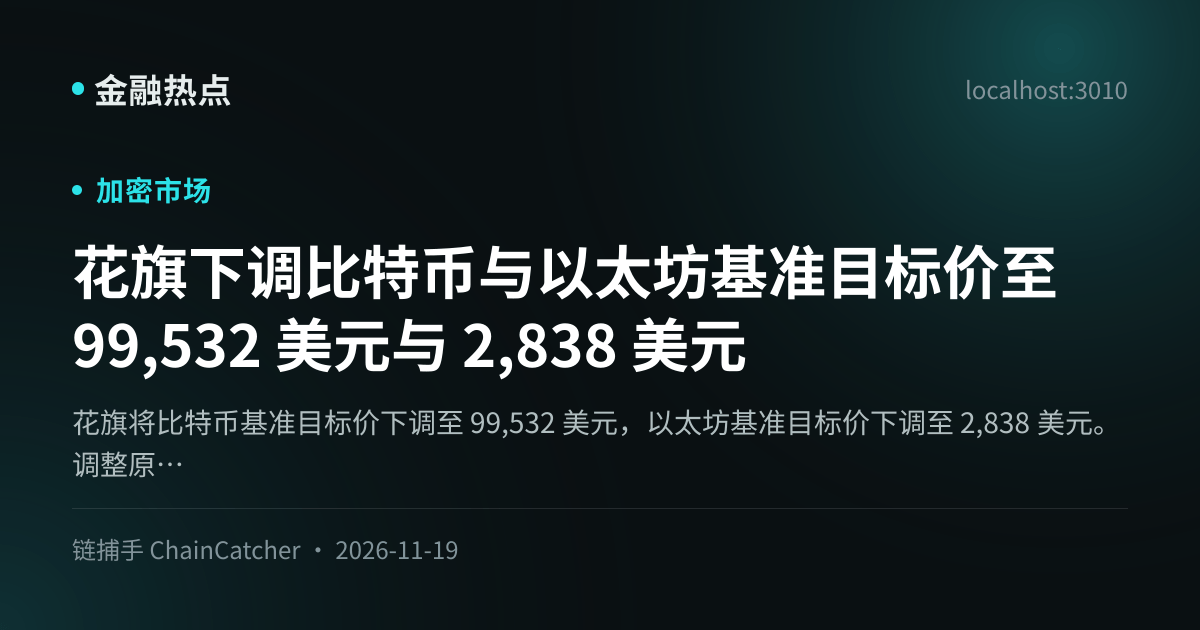 金融热点
localhost:3010
加密市场
花旗下调比特币与以太坊基准目标价至
99,532 美元与 2,838 美元
花旗将比特币基准目标价下调至 99,532 美元，以太坊基准目标价下调至 2,838 美元。
调整原…
链捕手 ChainCatcher · 2026-11-19